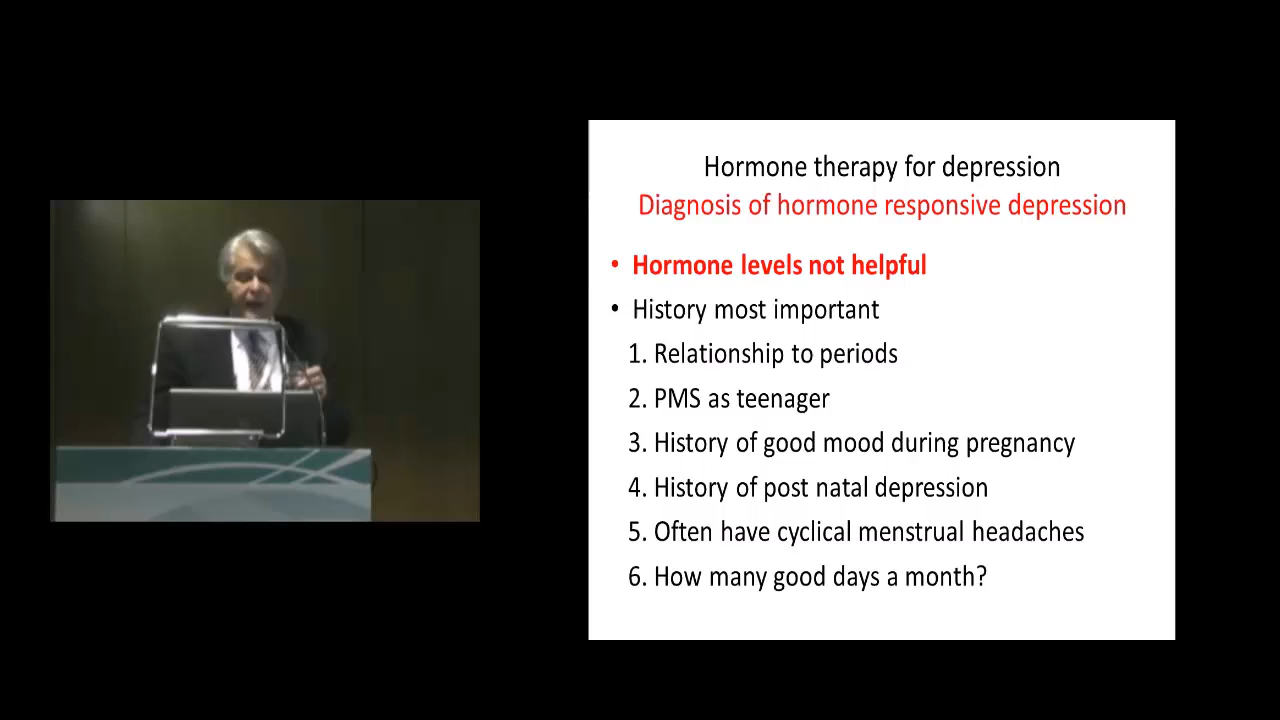 Hormone therapy for depression
Diagnosis of hormone responsive depression
• Hormone levels not helpful
• History most important
1. Relationship to periods
2. PMS as teenager
3. History of good mood during pregnancy
4. History of post natal depression
5. Often have cyclical menstrual headaches
6. How many good days a month?